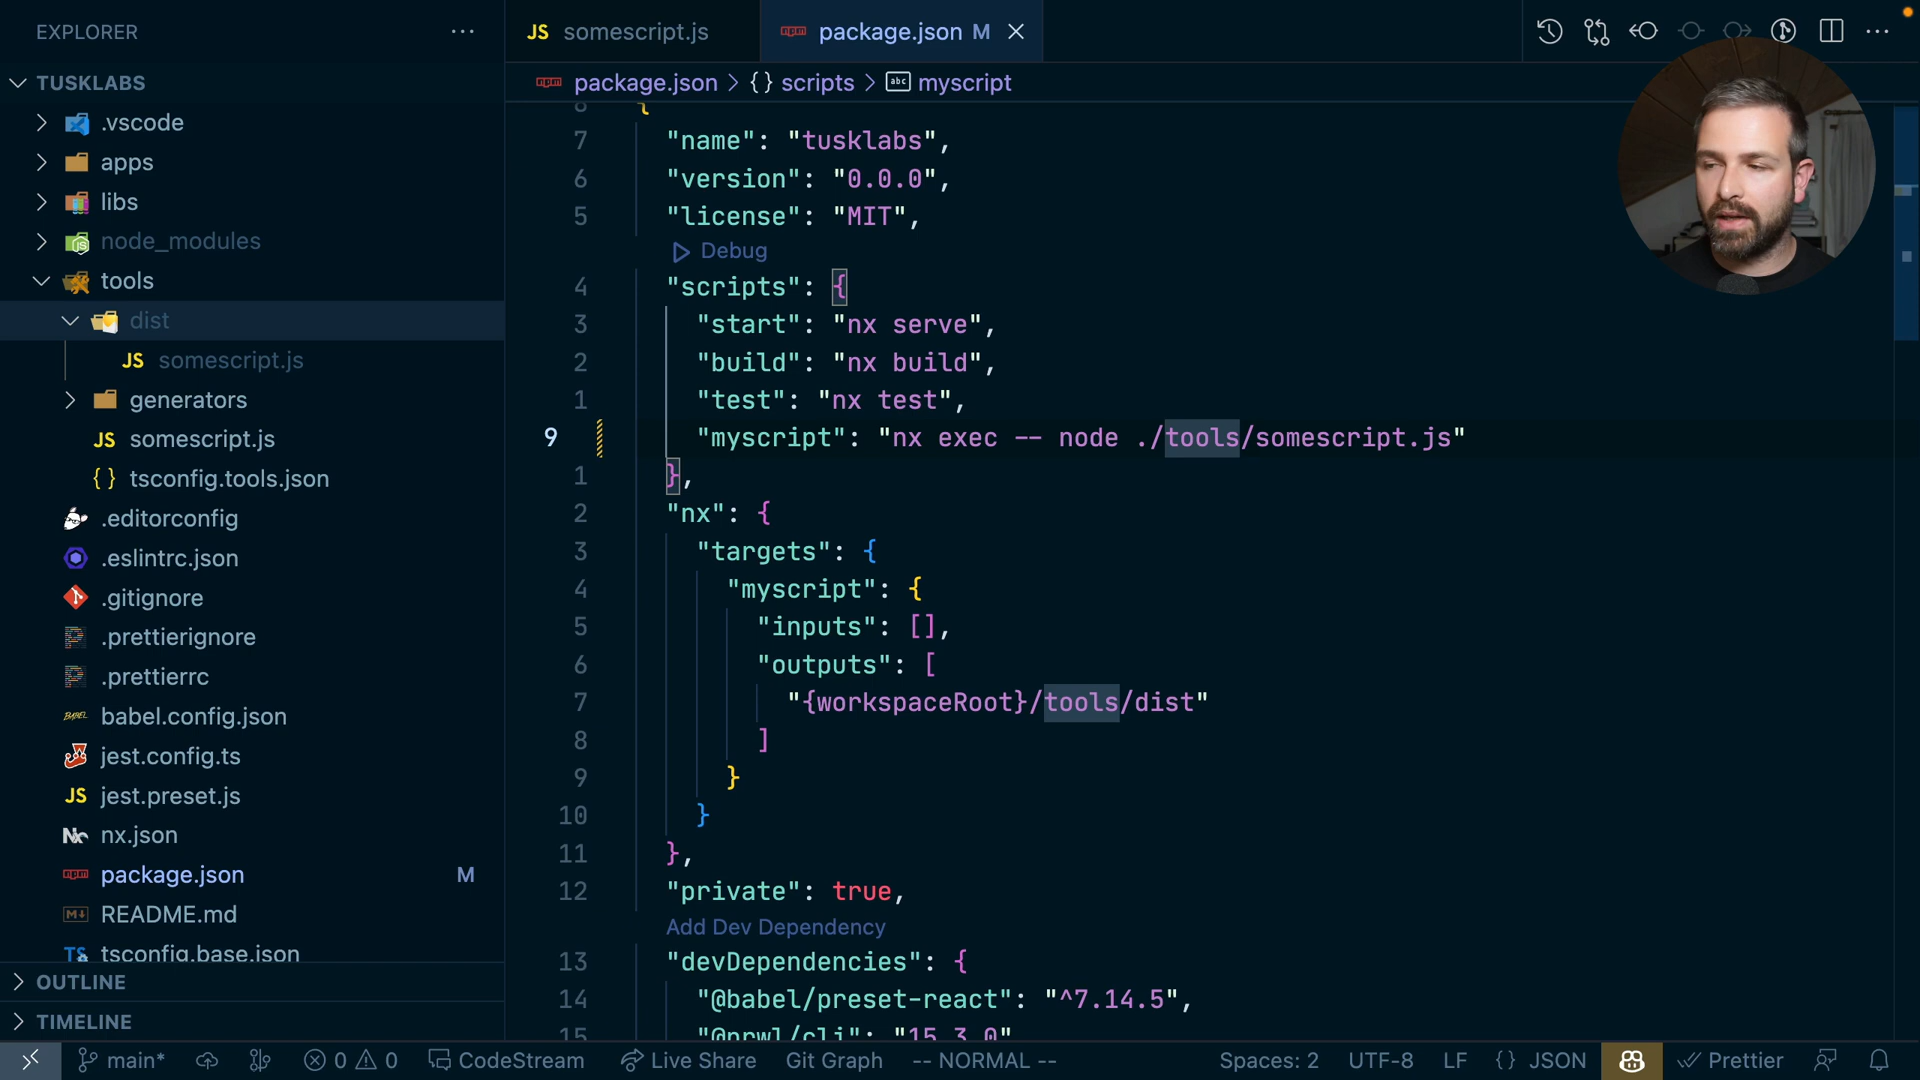 EXPLORER
TUSKLABS
.vscode
apps
libs
node_modules
tools
dist
JS somescript.js
generators
JS somescript.js
{} tsconfig.tools.json
.editorconfig
.eslintrc.json
.gitignore
.prettierignore
.prettierrc
BABEL babel.config.json
jest.config.ts
JS jest.preset.js
nx.json
npm package.json M
README.md
TS tsconfig.base.json
OUTLINE
TIMELINE
JS somescript.js
npm package.json M
npm package.json > {} scripts > abc myscript
6 {
7 "name": "tusklabs",
6 "version": "0.0.0",
5 "license": "MIT",
Debug
4 "scripts": {
3 "start": "nx serve",
2 "build": "nx build",
1 "test": "nx test",
9 "myscript": "nx exec -- node ./tools/somescript.js"
1 },
2 "nx": {
3 "targets": {
4 "myscript": {
5 "inputs": [],
6 "outputs": [
7 "{workspaceRoot}/tools/dist"
8 ]
9 }
10 }
11 },
12 "private": true,
Add Dev Dependency
13 "devDependencies": {
14 "@babel/preset-react": "^7.14.5",
15 "@nrwl/cli": "15.3.0"
main* 0 0 CodeStream Live Share Git Graph -- NORMAL -- Spaces: 2 UTF-8 LF {} JSON Prettier